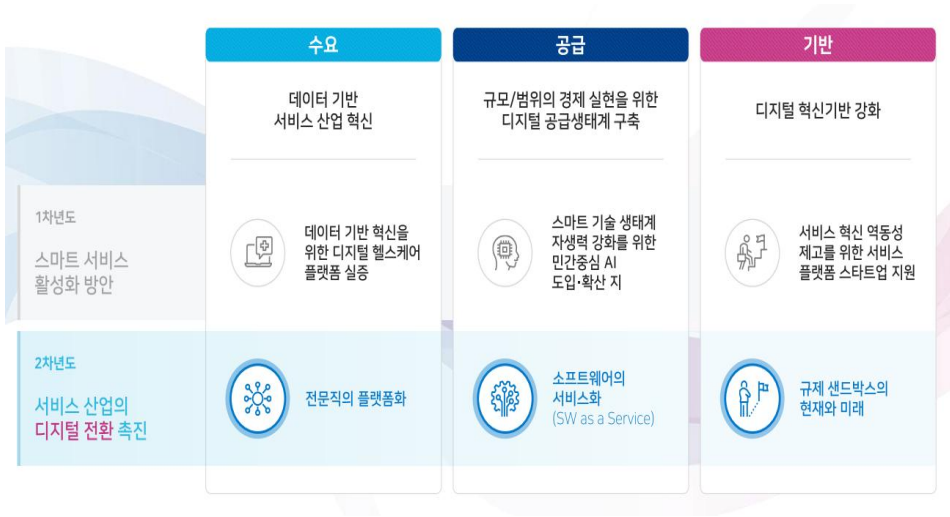 수요
공급
기반
데이터 기반
서비스 산업 혁신
규모/범위의 경제 실현을 위한
디지털 공급생태계 구축
디지털 혁신기반 강화
1차년도
스마트 서비스
활성화 방안
데이터 기반 혁신을
위한 디지털 헬스케어
플랫폼 실증
스마트 기술 생태계
자생력 강화를 위한
민간중심 AI
도입·확산 지
서비스 혁신 역동성
제고를 위한 서비스
플랫폼 스타트업 지원
2차년도
서비스 산업의
디지털 전환 촉진
전문직의 플랫폼화
소프트웨어의
서비스화
(SW as a Service)
규제 샌드박스의
현재와 미래